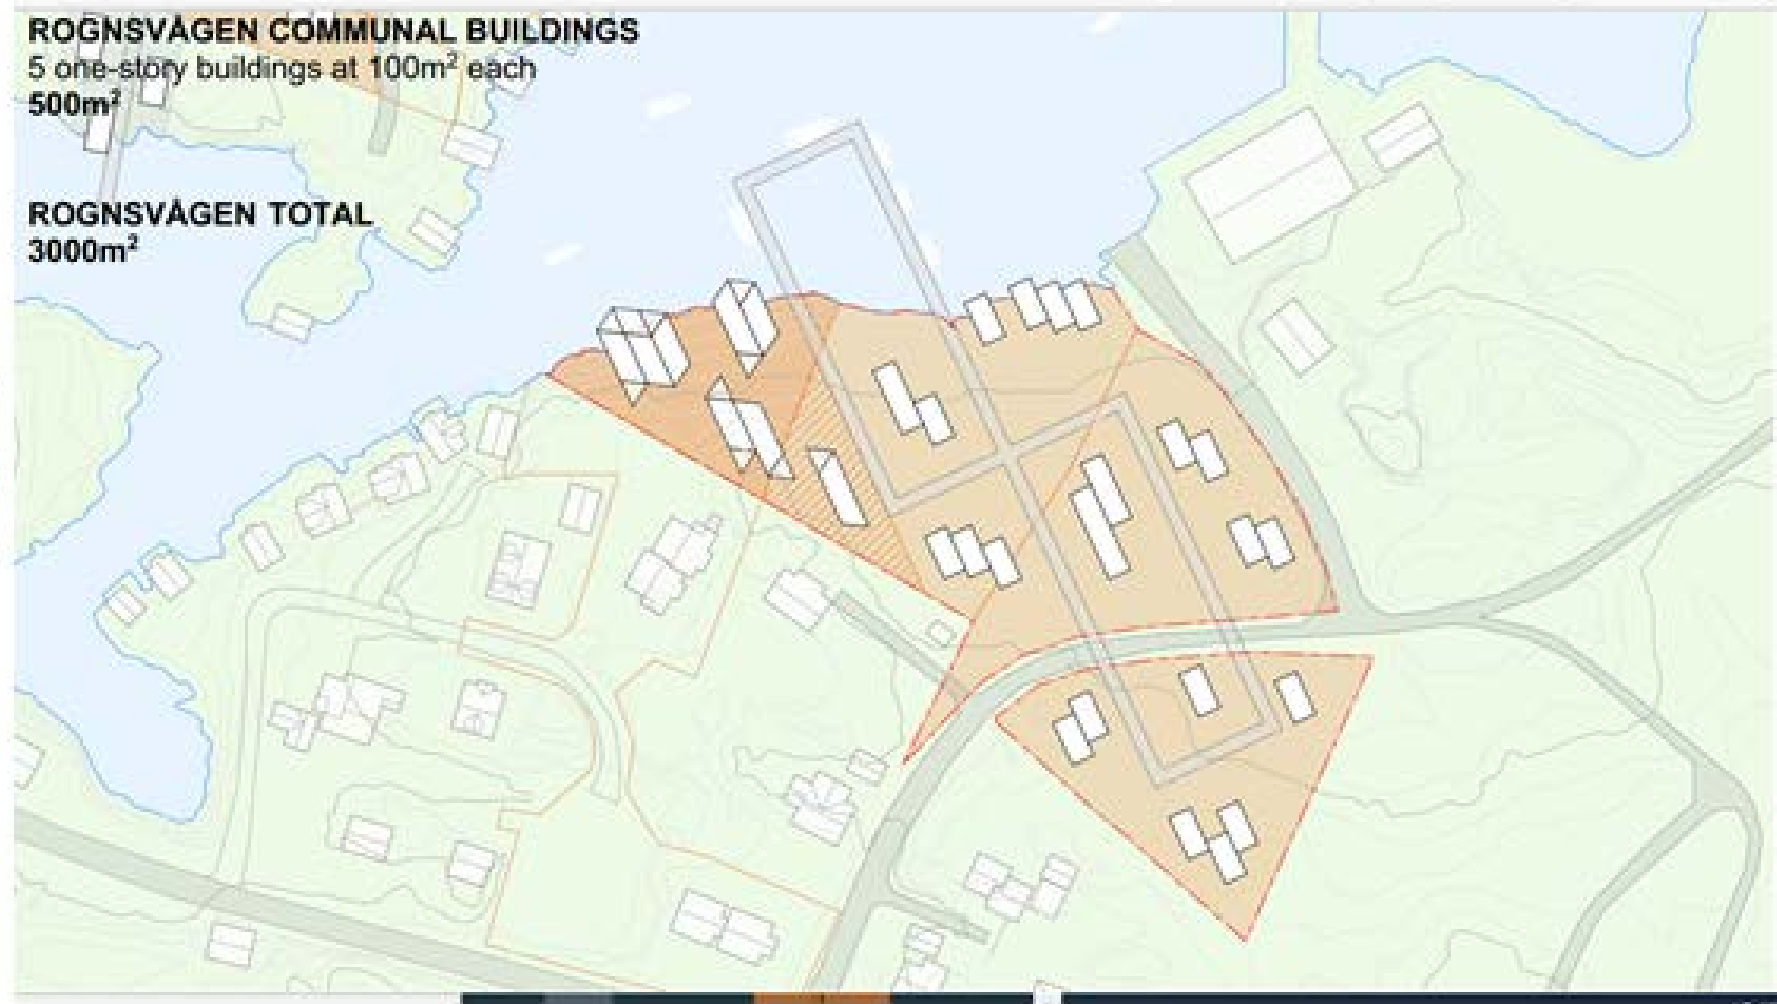 ROGNSVÅGEN COMMUNAL BUILDINGS
5 one-story buildings at 100m² each
500m²
ROGNSVÅGEN TOTAL
3000m²